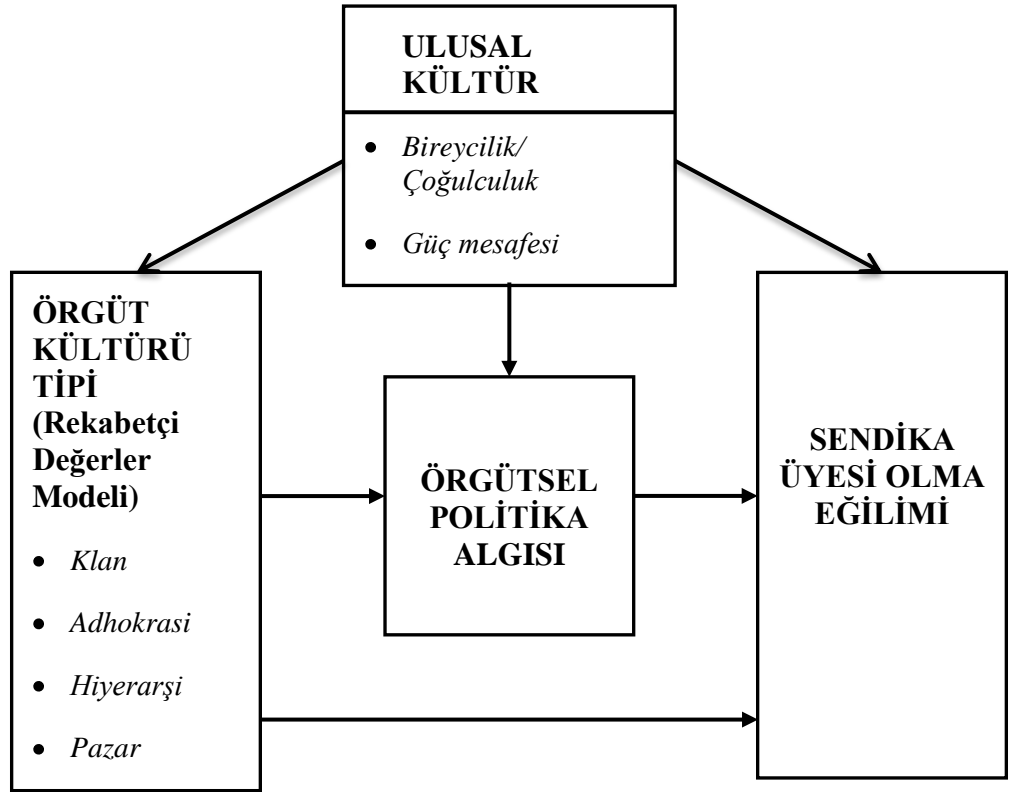 ULUSAL
KÜLTÜR
• Bireycilik/
Çoğulculuk
• Güç mesafesi
ÖRGÜT
KÜLTÜRÜ
TİPİ
(Rekabetçi
Değerler
Modeli)
• Klan
• Adhokrasi
• Hiyerarşi
• Pazar
ÖRGÜTSEL
POLİTİKA
ALGISI
SENDİKA
ÜYESİ OLMA
EĞİLİMİ